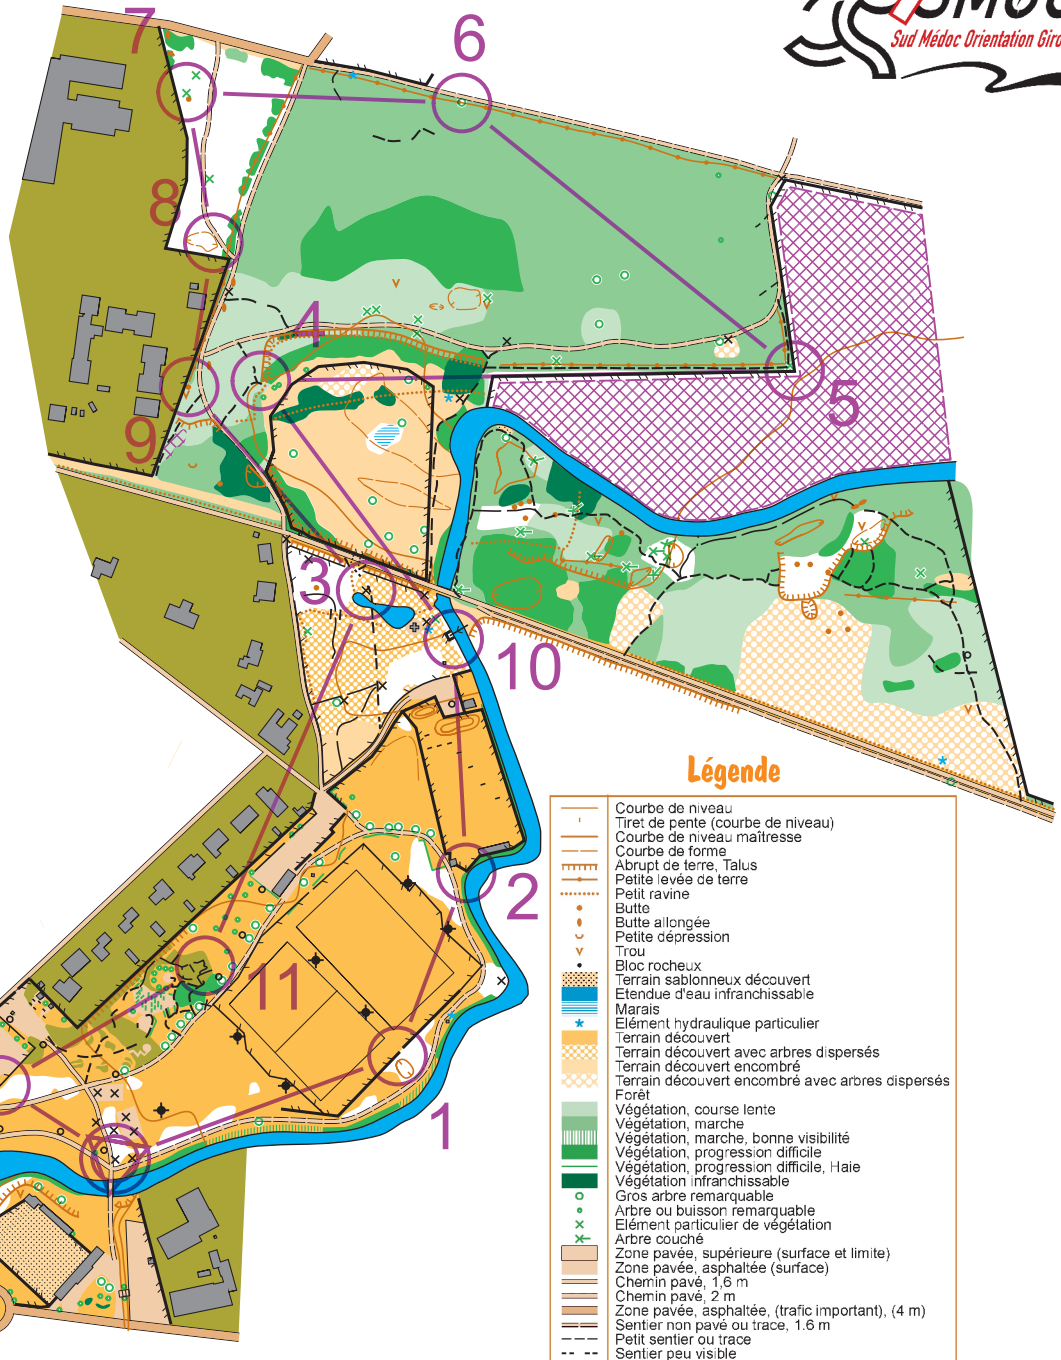 Sud Médoc Orientation
7
6
8
4
5
9
3
10
2
11
1
Légende
Courbe de niveau
Tiret de pente (courbe de niveau)
Courbe de niveau maîtresse
Courbe de forme
Abrupt de terre, Talus
Petite levée de terre
Petit ravine
Butte
Butte allongée
Petite dépression
Trou
Bloc rocheux
Terrain sablonneux découvert
Etendue d'eau infranchissable
Marais
Elément hydraulique particulier
Terrain découvert
Terrain découvert avec arbres dispersés
Terrain découvert encombré
Terrain découvert encombré avec arbres dispersés
Forêt
Végétation, course lente
Végétation, marche
Végétation, marche, bonne visibilité
Végétation, progression difficile
Végétation, progression difficile, Haie
Végétation infranchissable
Gros arbre remarquable
Arbre ou buisson remarquable
Elément particulier de végétation
Arbre couché
Zone pavée, supérieure (surface et limite)
Zone pavée, asphaltée (surface)
Chemin pavé, 1,6 m
Chemin pavé, 2 m
Zone pavée, asphaltée, (trafic important), (4 m)
Sentier non pavé ou trace, 1.6 m
Petit sentier ou trace
Sentier peu visible